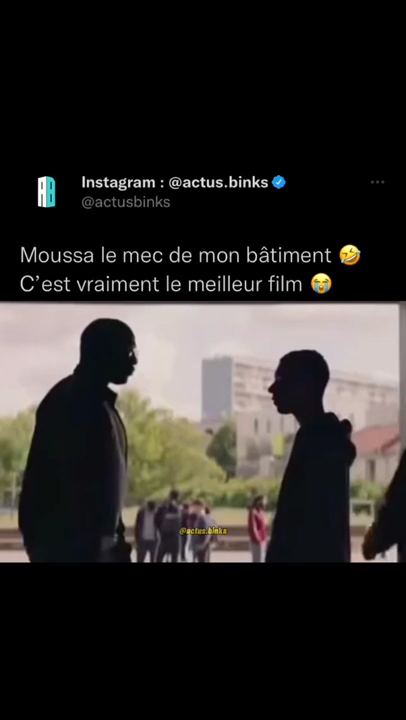 Instagram : @actus.binks
@actusbinks
Moussa le mec de mon bâtiment 🤣
C’est vraiment le meilleur film 😭
@actus.binks